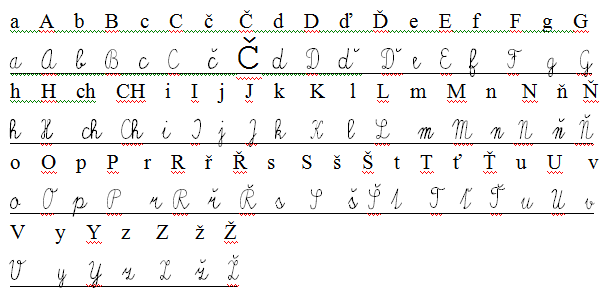 a A b B c C č Č d D ď Ď e E f F g G
a A b B c C č Č d D ď Ď e E f F g G
h H ch CH i I j J k K l L m M n N ň Ň
h H ch Ch i I j J k K l L m M n N ň Ň
o O p P r R ř Ř s S š Š t T ť Ť u U v
o O p P r R ř Ř s S š Š t T ť Ť u U v
V y Y z Z ž Ž
V y Y z Z ž Ž